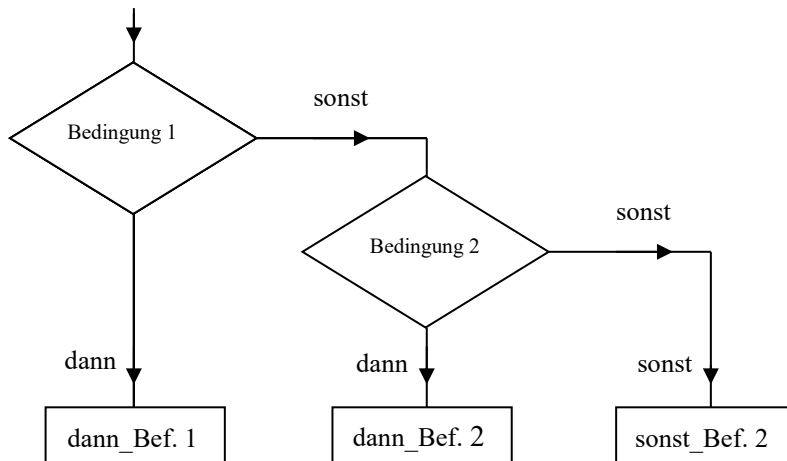 sonst
Bedingung 1
sonst
Bedingung 2
dann
dann
sonst
dann_Bef. 1
dann_Bef. 2
sonst_Bef. 2